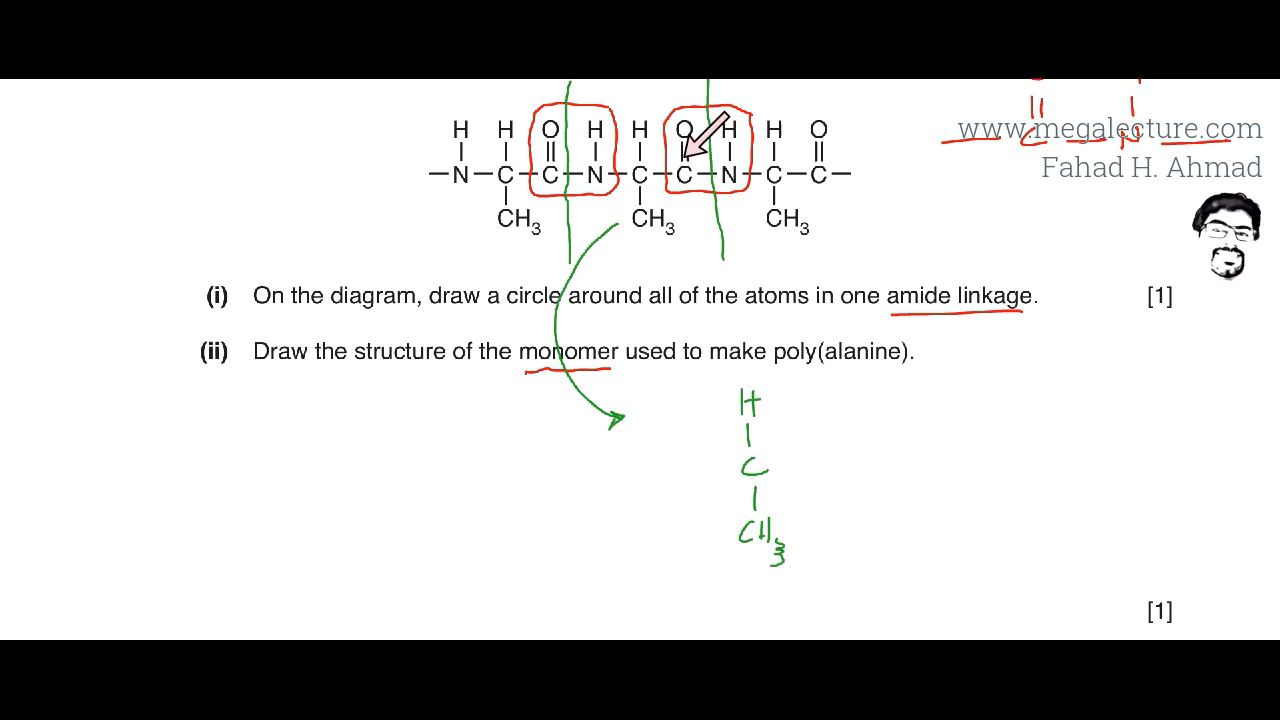 H H O H H O H H O
—N—C—C—N—C—C—N—C—C—
CH3 CH3 CH3
C N
www.megalecture.com
Fahad H. Ahmad
(i) On the diagram, draw a circle around all of the atoms in one amide linkage. [1]
(ii) Draw the structure of the monomer used to make poly(alanine).
H
C
CH3
[1]